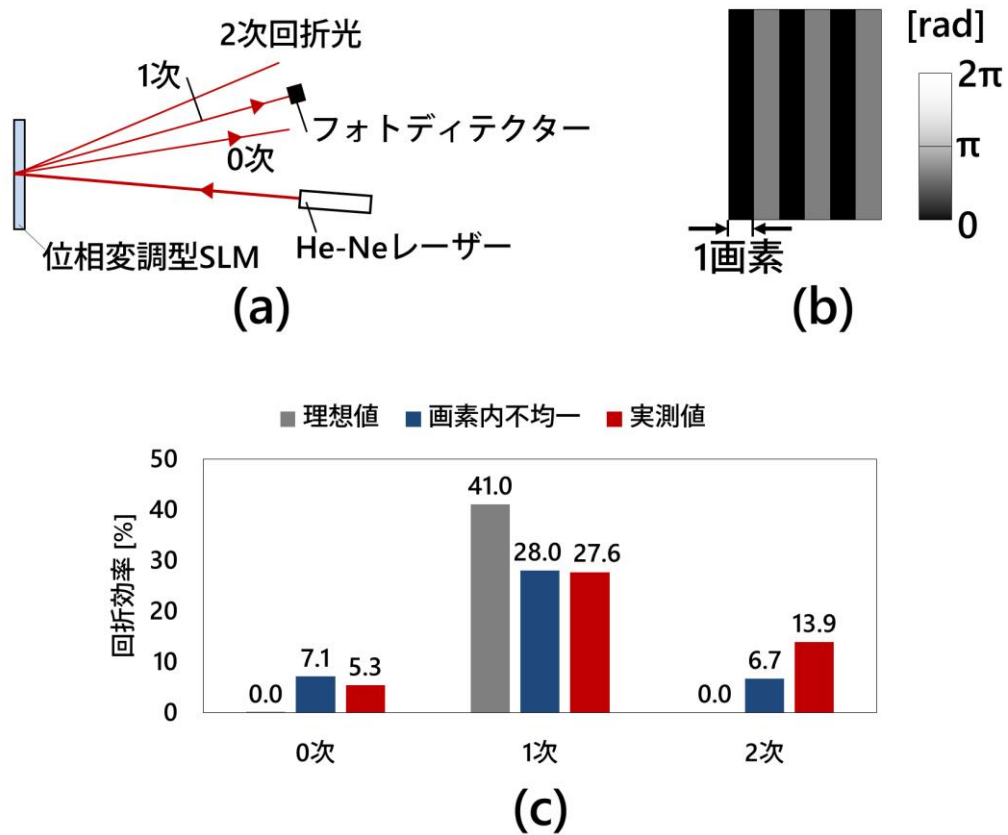 2次回折光
1次
フォトディテクター
0次
He-Neレーザー
位相変調型SLM
(a)
[rad]
2π
π
0
1画素
(b)
理想値 画素内不均一 実測値
回折効率 [%]
50
40
30
20
10
0
0.0 7.1 5.3
41.0 28.0 27.6
0.0 6.7 13.9
0次 1次 2次
(c)